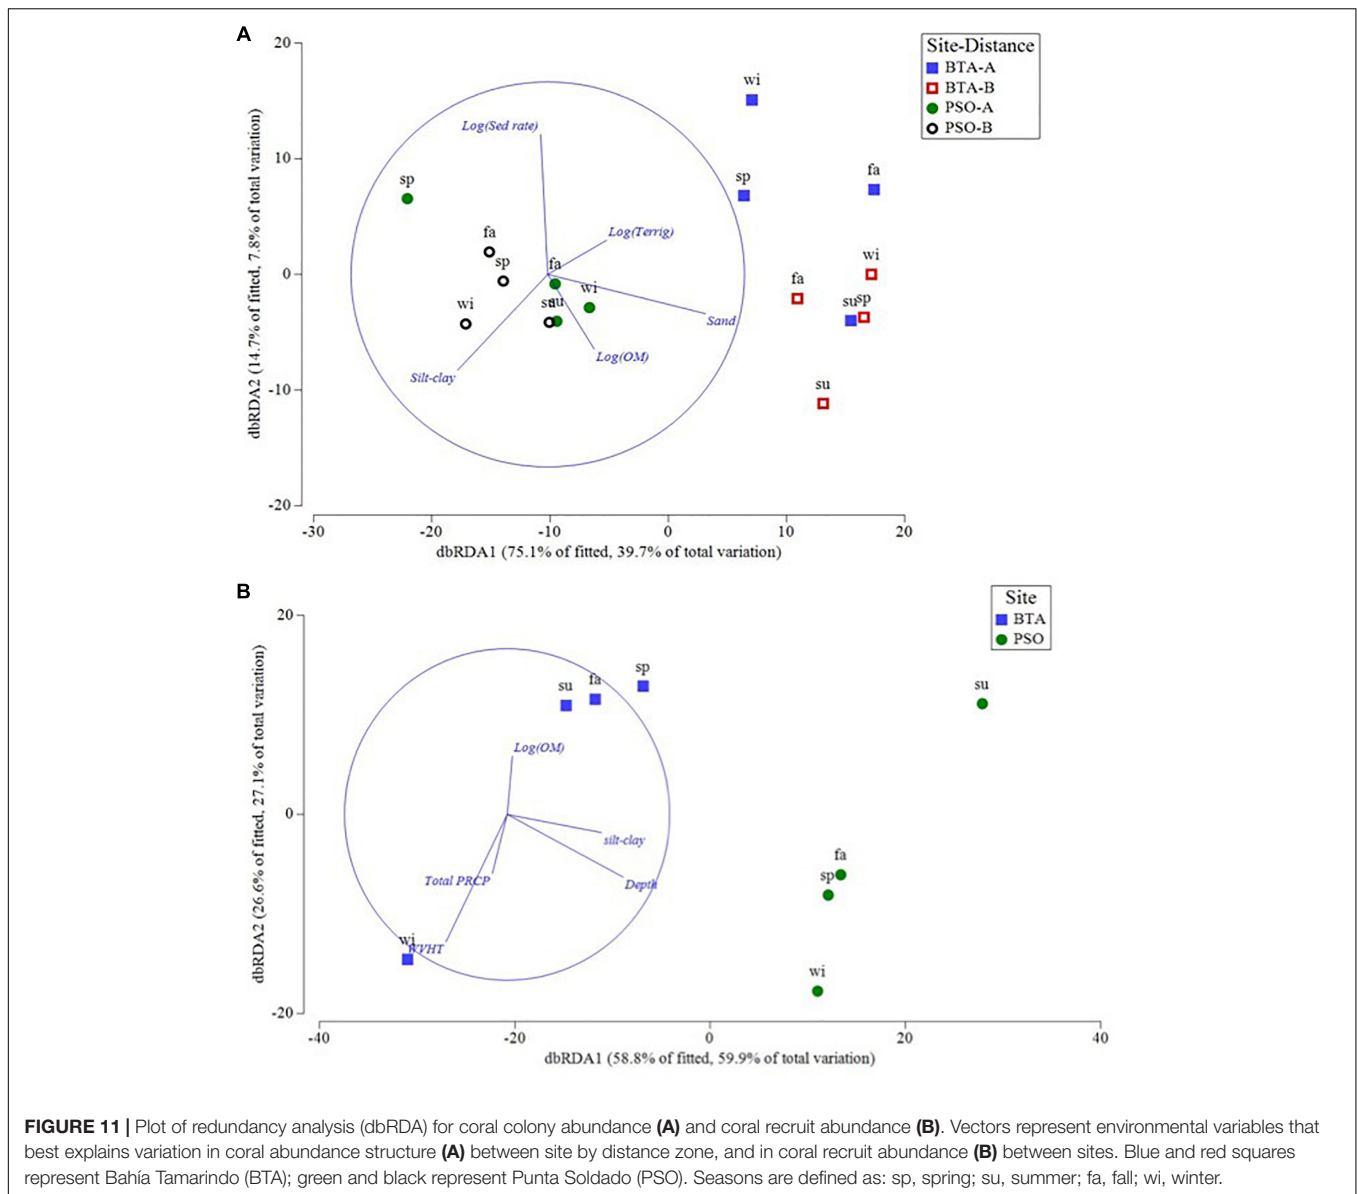 A
Site-Distance
BTA-A
BTA-B
PSO-A
PSO-B
dbRDA2 (14.7% of fitted, 7.8% of total variation)
20
10
0
-10
-20
wi
sp
fa
wi
fa
su
sp
su
sp
fa
sp
wi
fa
wi
su
su
Log(Sed rate)
Log(Terrig)
Sand
Log(OM)
Silt-clay
-30
-20
-10
0
10
20
dbRDA1 (75.1% of fitted, 39.7% of total variation)
B
Site
BTA
PSO
dbRDA2 (26.6% of fitted, 27.1% of total variation)
20
0
-20
su
fa
sp
su
Log(OM)
silt-clay
Depth
Total PRCP
WVHT
wi
fa
sp
wi
-40
-20
0
20
40
dbRDA1 (58.8% of fitted, 59.9% of total variation)
FIGURE 11 | Plot of redundancy analysis (dbRDA) for coral colony abundance (A) and coral recruit abundance (B). Vectors represent environmental variables that
best explains variation in coral abundance structure (A) between site by distance zone, and in coral recruit abundance (B) between sites. Blue and red squares
represent Bahía Tamarindo (BTA); green and black represent Punta Soldado (PSO). Seasons are defined as: sp, spring; su, summer; fa, fall; wi, winter.